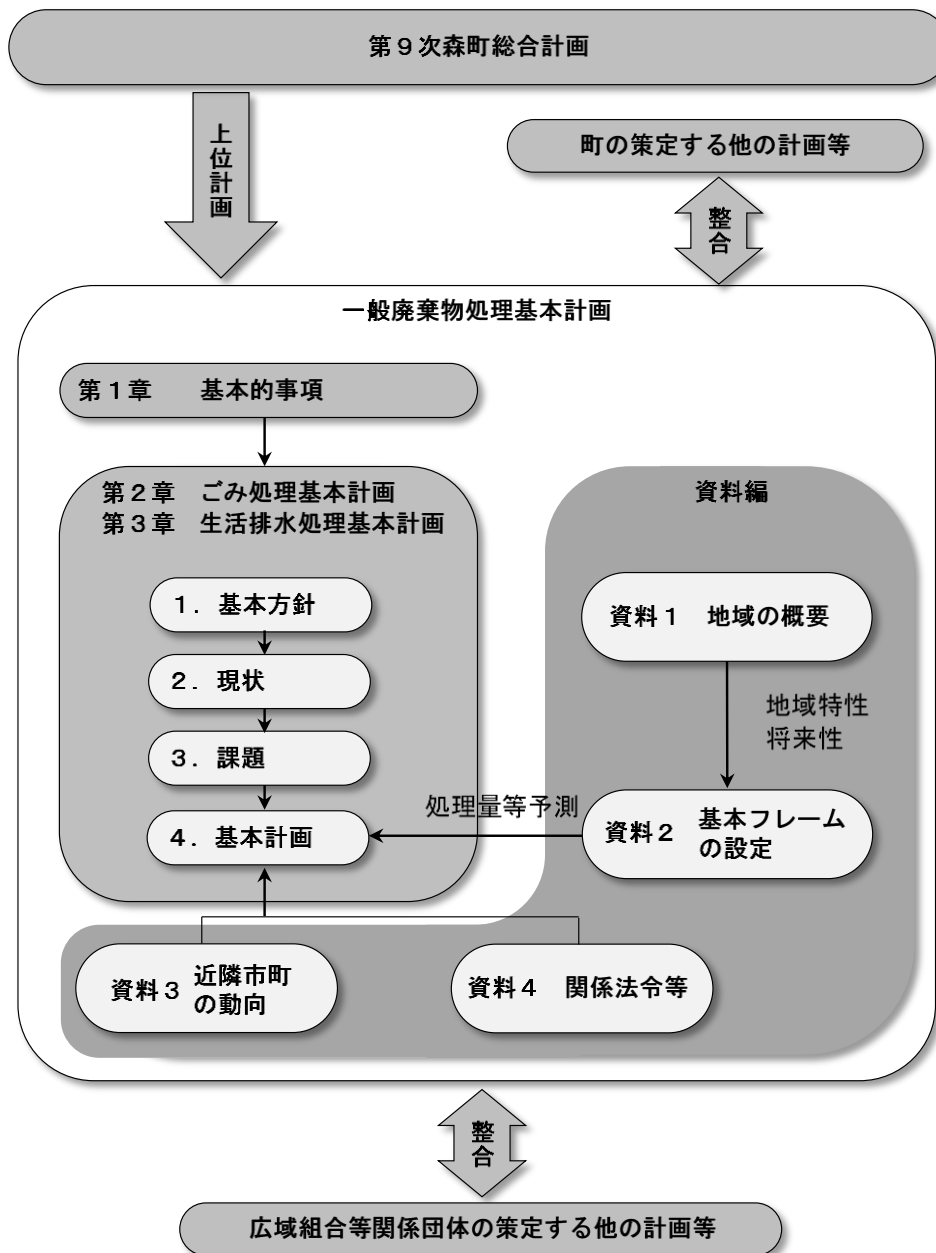 第９次森町総合計画
上位計画
町の策定する他の計画等
整合
一般廃棄物処理基本計画
第１章　基本的事項
第２章　ごみ処理基本計画
第３章　生活排水処理基本計画
１．基本方針
２．現状
３．課題
４．基本計画
資料編
資料１　地域の概要
地域特性
将来性
処理量等予測
資料２　基本フレーム
の設定
資料３　近隣市町
の動向
資料４　関係法令等
整合
広域組合等関係団体の策定する他の計画等